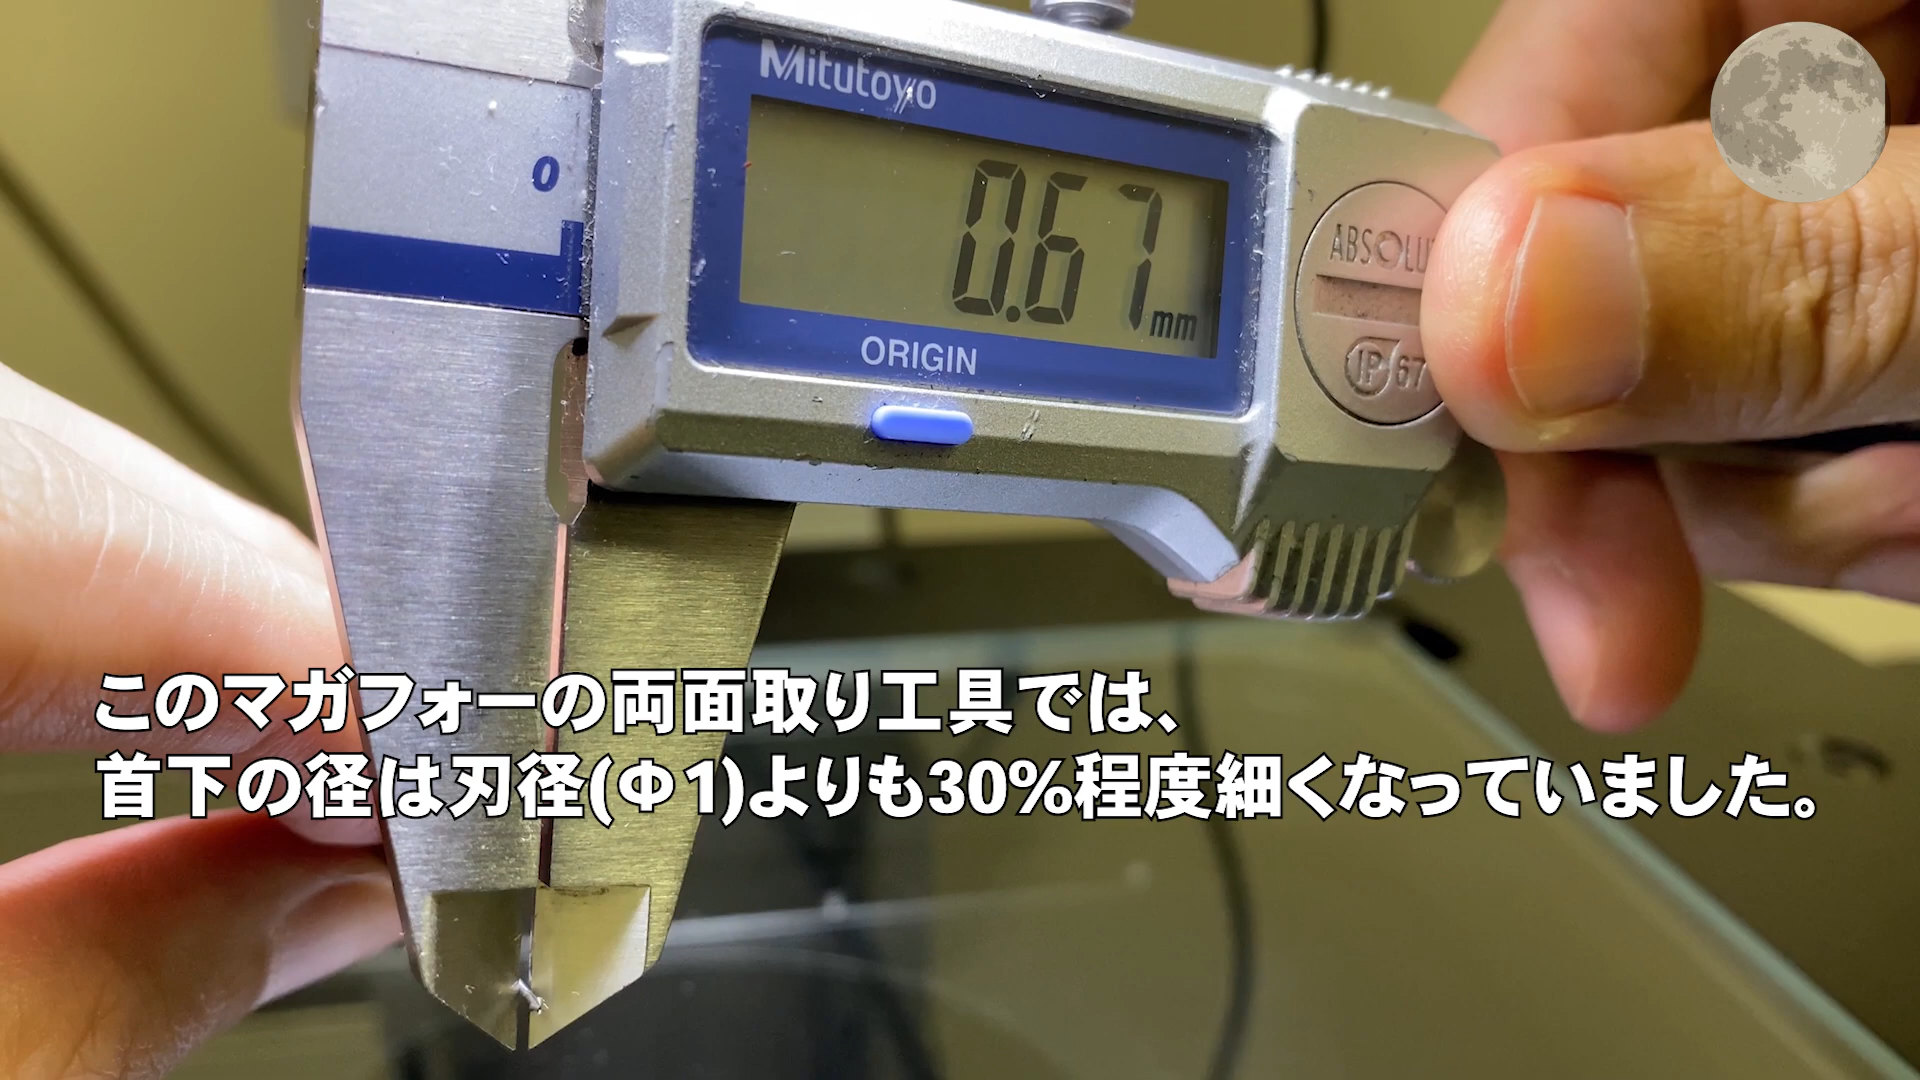 Mitutoyo
0
0.67mm
ORIGIN
ABSOLU
IP67
このマガフォーの両面取り工具では、
首下の径は刃径(Φ1)よりも30%程度細くなっていました。